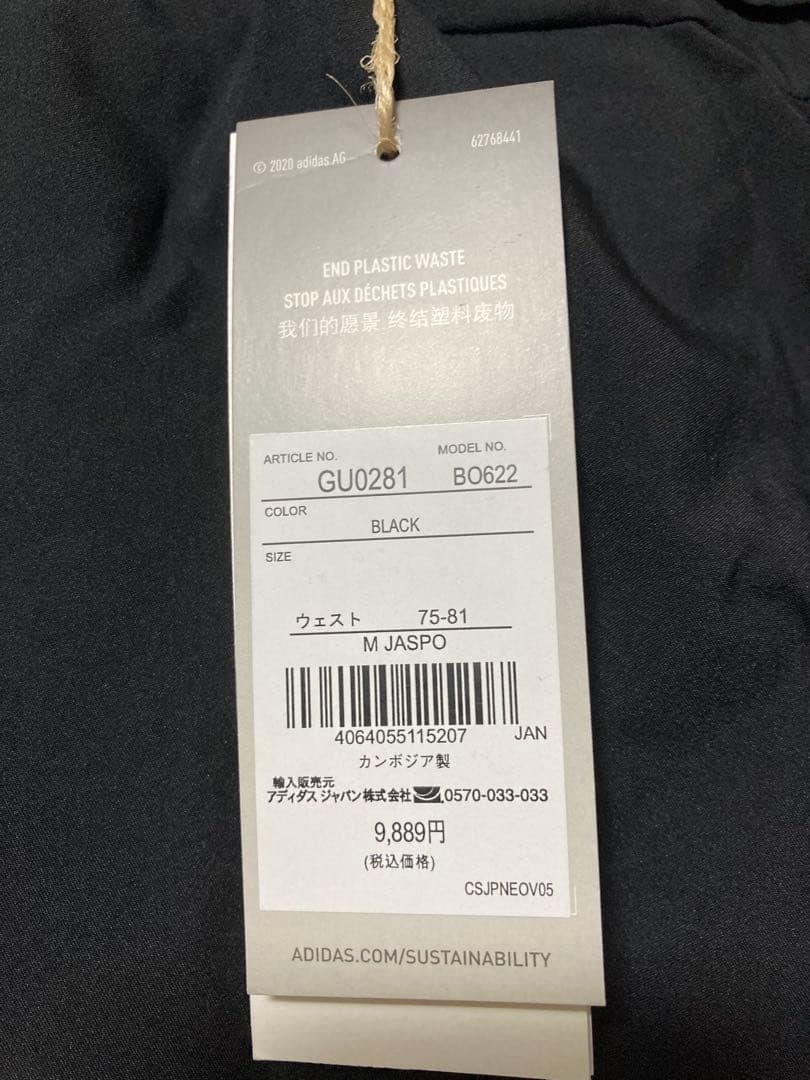 © 2020 adidas AG
62768441
END PLASTIC WASTE
STOP AUX DÉCHETS PLASTIQUES
我们的愿景 终结塑料废物
ARTICLE NO. MODEL NO.
GU0281 BO622
COLOR
BLACK
SIZE
ウェスト 75-81
M JASPO
4064055115207 JAN
カンボジア製
輸入販売元
アディダス ジャパン株式会社 0570-033-033
9,889円
(税込価格)
CSJPNEOV05
ADIDAS.COM/SUSTAINABILITY